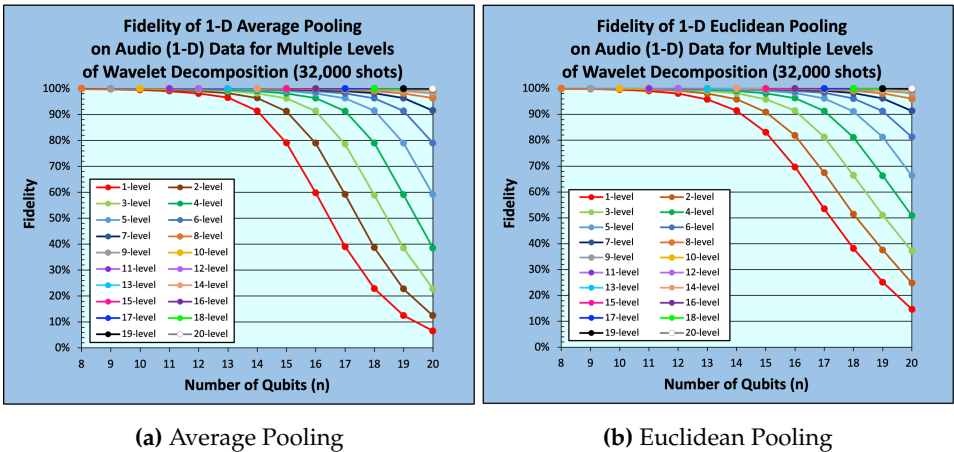 Fidelity of 1-D Average Pooling
on Audio (1-D) Data for Multiple Levels
of Wavelet Decomposition (32,000 shots)
100%
90%
80%
70%
60%
50%
40%
30%
20%
10%
0%
Fidelity
1-level 2-level
3-level 4-level
5-level 6-level
7-level 8-level
9-level 10-level
11-level 12-level
13-level 14-level
15-level 16-level
17-level 18-level
19-level 20-level
8 9 10 11 12 13 14 15 16 17 18 19 20
Number of Qubits (n)
(a) Average Pooling
Fidelity of 1-D Euclidean Pooling
on Audio (1-D) Data for Multiple Levels
of Wavelet Decomposition (32,000 shots)
100%
90%
80%
70%
60%
50%
40%
30%
20%
10%
0%
Fidelity
1-level 2-level
3-level 4-level
5-level 6-level
7-level 8-level
9-level 10-level
11-level 12-level
13-level 14-level
15-level 16-level
17-level 18-level
19-level 20-level
8 9 10 11 12 13 14 15 16 17 18 19 20
Number of Qubits (n)
(b) Euclidean Pooling